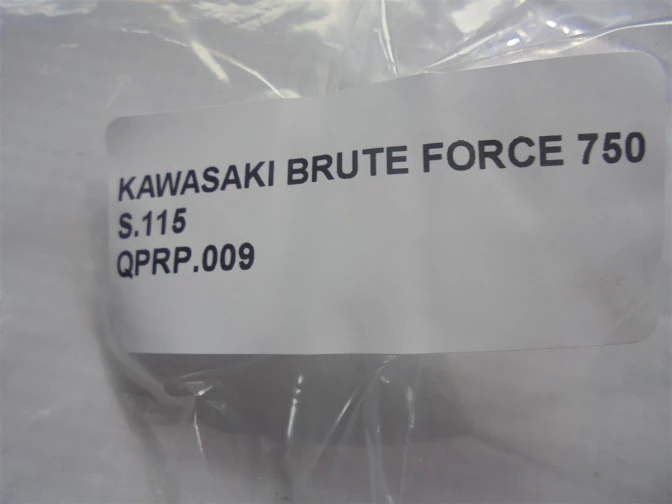 KAWASAKI BRUTE FORCE 750
S.115
QPRP.009